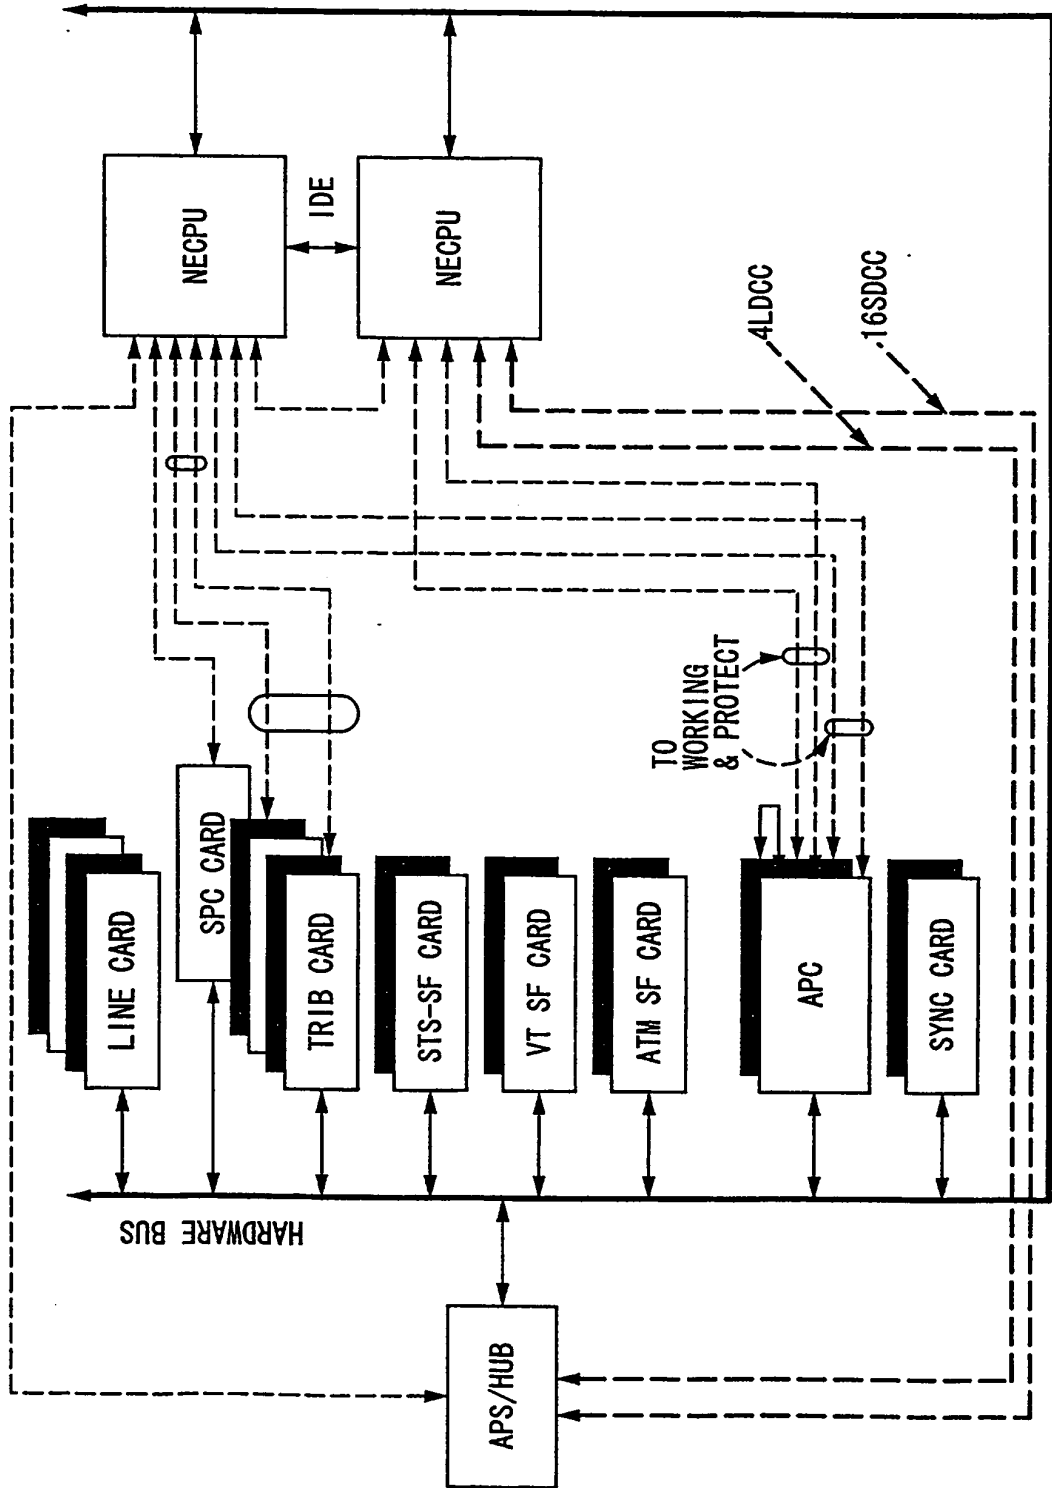 NECPU
IDE
NECPU
4LDCC
16SDCC
TO
WORKING
& PROTECT
LINE CARD
SPC CARD
TRIB CARD
STS-SF CARD
VT SF CARD
ATM SF CARD
APC
SYNC CARD
HARDWARE BUS
APS/HUB